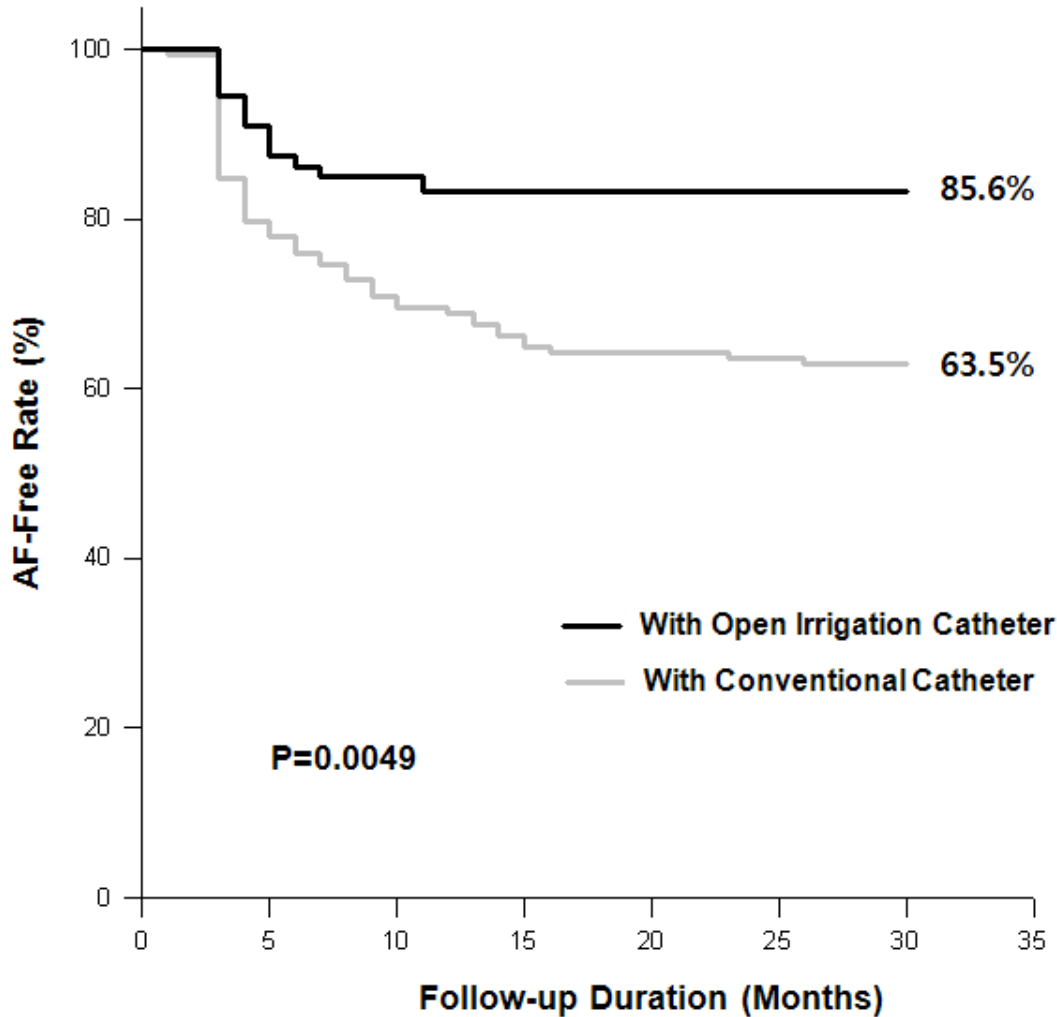 100
80
60
40
20
0
AF-Free Rate (%)
85.6%
63.5%
With Open Irrigation Catheter
With Conventional Catheter
P=0.0049
0 5 10 15 20 25 30 35
Follow-up Duration (Months)